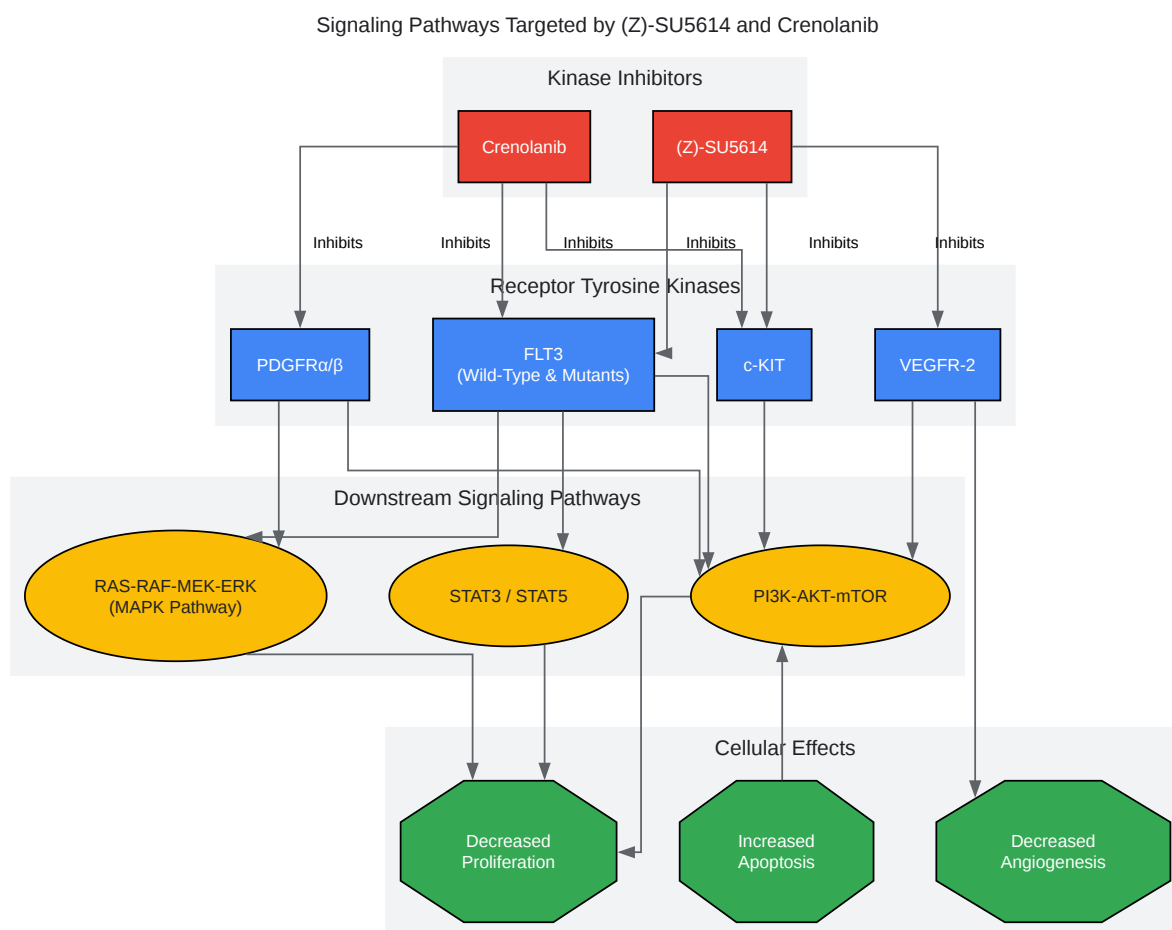 Signaling Pathways Targeted by (Z)-SU5614 and Crenolanib
Kinase Inhibitors
Crenolanib
(Z)-SU5614
Inhibits
Inhibits
Inhibits
Inhibits
Inhibits
Inhibits
Receptor Tyrosine Kinases
PDGFRα/β
FLT3
(Wild-Type & Mutants)
c-KIT
VEGFR-2
Downstream Signaling Pathways
RAS-RAF-MEK-ERK
(MAPK Pathway)
STAT3 / STAT5
PI3K-AKT-mTOR
Cellular Effects
Decreased
Proliferation
Increased
Apoptosis
Decreased
Angiogenesis